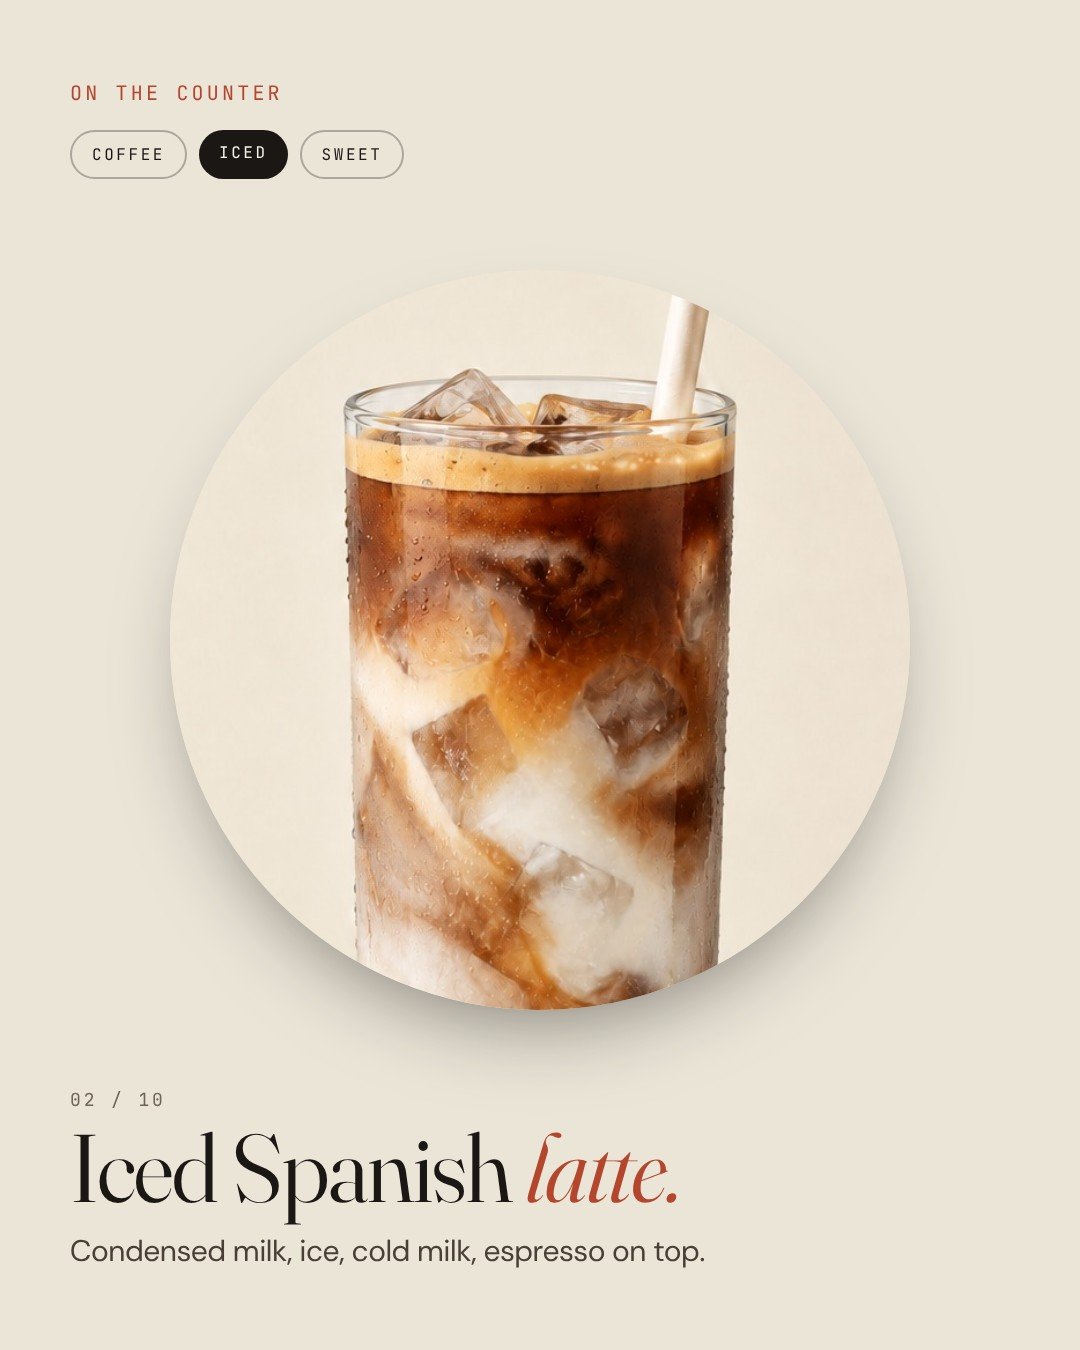 ON THE COUNTER
COFFEE ICED SWEET
02 / 10
Iced Spanish latte.
Condensed milk, ice, cold milk, espresso on top.